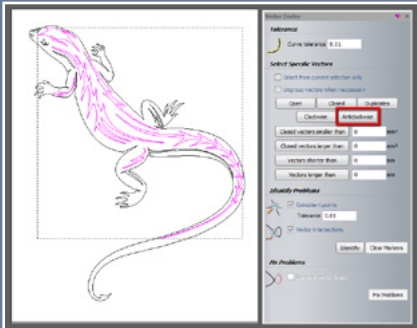 Vector Doctor
Tolerance
Curve tolerance 0.01
Select Specific Vectors
Select from current selection only
Ungroup vectors when necessary
Open Closed Duplicates
Clockwise Anticlockwise
Closed vectors smaller than 0 mm²
Closed vectors larger than 0 mm²
Vectors shorter than 0 mm
Vectors longer than 0 mm
Identify Problems
Coincident points
Tolerance 0.01
Vector intersections
Identify Clear Markers
Fix Problems
Fix Problems